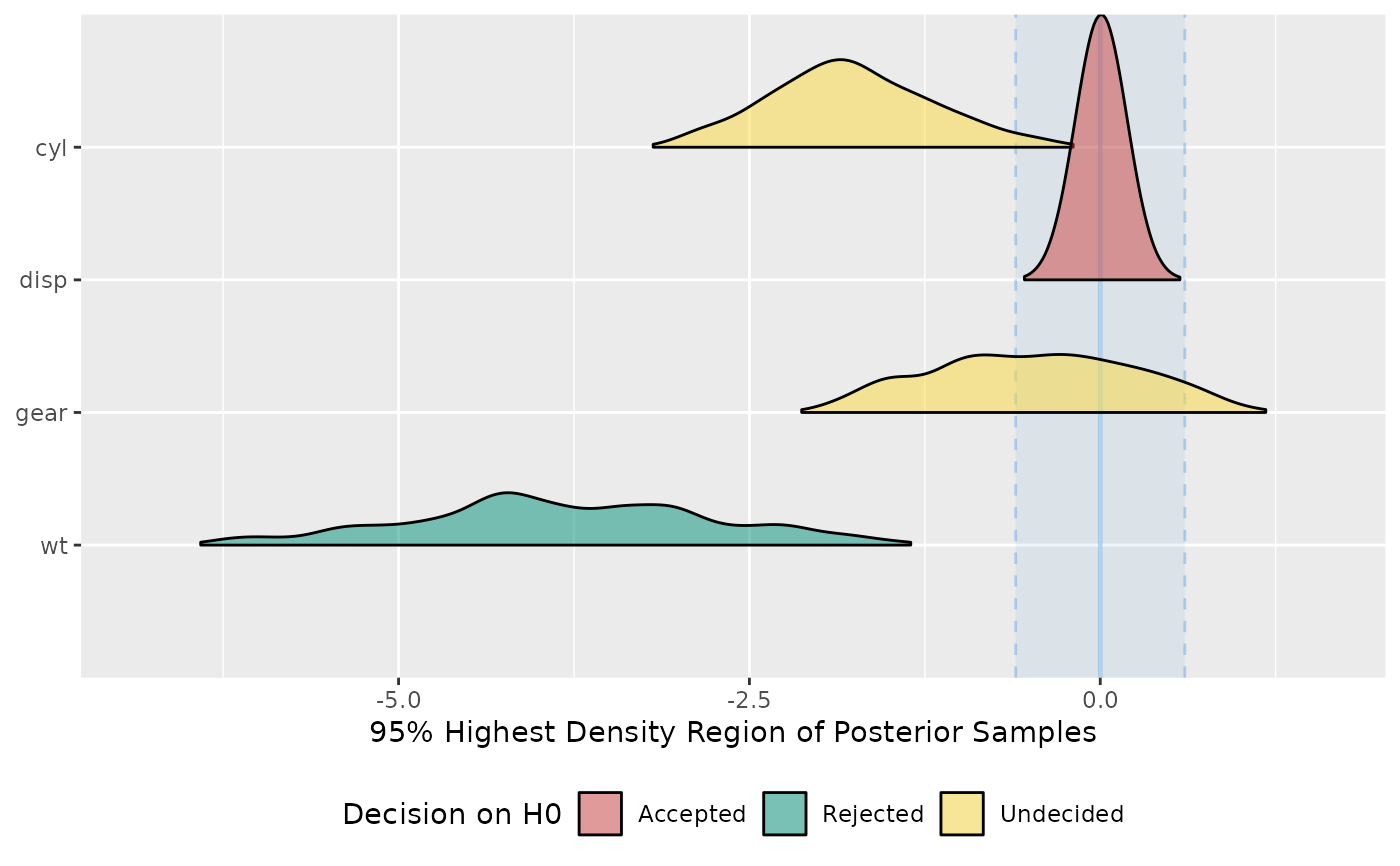 cyl
disp
gear
wt
-5.0 -2.5 0.0
95% Highest Density Region of Posterior Samples
Decision on H0 Accepted Rejected Undecided